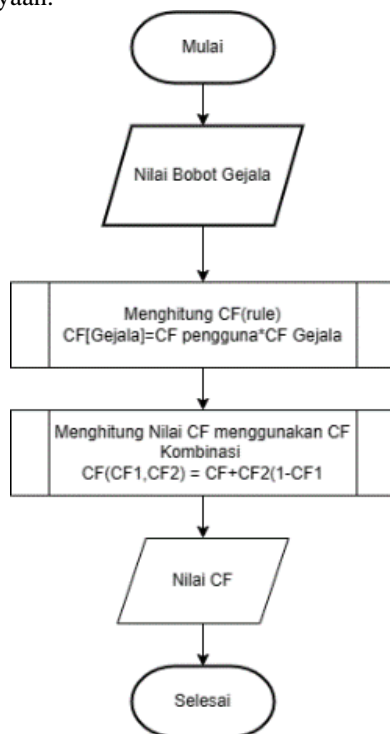 yaan.
Mulai
Nilai Bobot Gejala
Menghitung CF(rule)
CF[Gejala]=CF pengguna*CF Gejala
Menghitung Nilai CF menggunakan CF
Kombinasi
CF(CF1,CF2) = CF+CF2(1-CF1
Nilai CF
Selesai